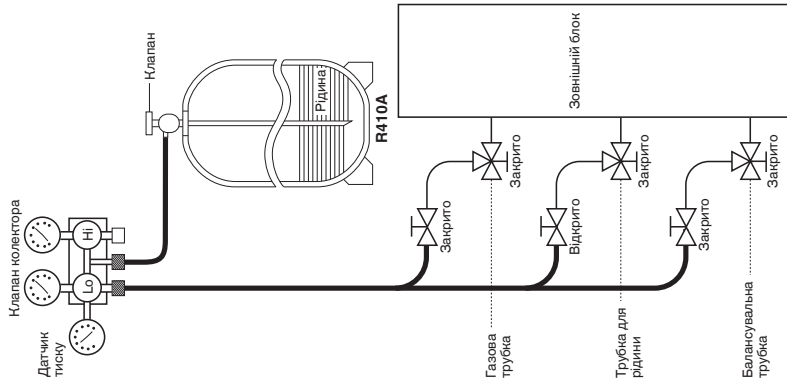 Клапан колектора
Датчик
тиску
Lo
Hi
Клапан
Рідина
R410A
Зовнішній блок
Закрито
Закрито
Відкрито
Закрито
Закрито
Закрито
Газова
трубка
Трубка для
рідини
Балансувальна
трубка